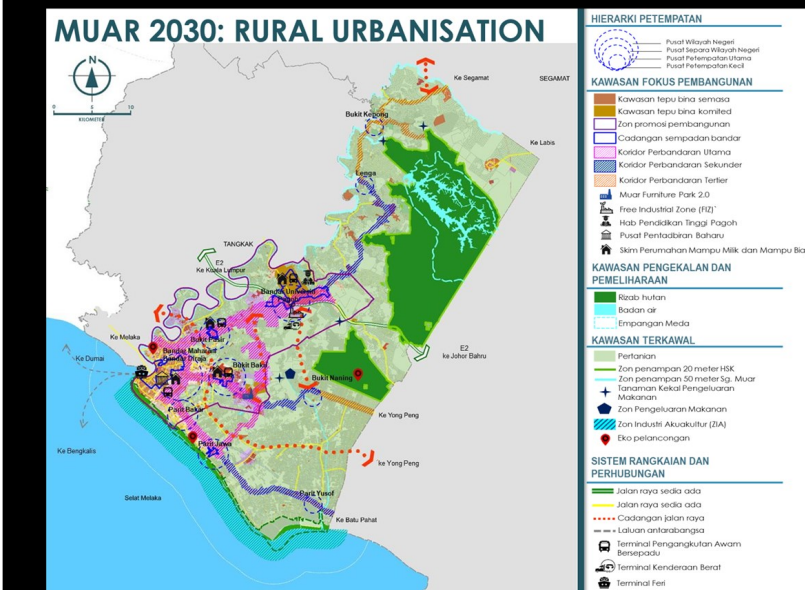 MUAR 2030: RURAL URBANISATION
N
0
10
KILOMETER
Ke Segamat
SEGAMAT
Bukit Kepong
Ke Labis
Lenga
TANGKAK
E2
Ke Kuala Lumpur
Bandar Universiti
Pagoh
Ke Melaka
Bukit Pasir
Bandar Maharani
Bandar Diraja
Ke Dumai
Bukit Bakri
Bukit Naning
E2
ke Johor Bahru
Parit Bakar
Ke Yong Peng
Parit Jawa
Ke Bengkalis
ke Yong Peng
Selat Melaka
Parit Yusof
Ke Batu Pahat
HIERARKI PETEMPATAN
Pusat Wilayah Negeri
Pusat Separa Wilayah Negeri
Pusat Petempatan Utama
Pusat Petempatan Kecil
KAWASAN FOKUS PEMBANGUNAN
Kawasan tepu bina semasa
Kawasan tepu bina komited
Zon promosi pembangunan
Cadangan sempadan bandar
Koridor Perbandaran Utama
Koridor Perbandaran Sekunder
Koridor Perbandaran Tertier
Muar Furniture Park 2.0
Free Industrial Zone (FIZ)`
Hab Pendidikan Tinggi Pagoh
Pusat Pentadbiran Baharu
Skim Perumahan Mampu Milik dan Mampu Bia
KAWASAN PENGEKALAN DAN
PEMELIHARAAN
Rizab hutan
Badan air
Empangan Meda
KAWASAN TERKAWAL
Pertanian
Zon penampan 20 meter HSK
Zon penampan 50 meter Sg. Muar
Tanaman Kekal Pengeluaran
Makanan
Zon Pengeluaran Makanan
Zon Industri Akuakultur (ZIA)
Eko pelancongan
SISTEM RANGKAIAN DAN
PERHUBUNGAN
Jalan raya sedia ada
Jalan raya sedia ada
Cadangan jalan raya
Laluan antarabangsa
Terminal Pengangkutan Awam
Bersepadu
Terminal Kenderaan Berat
Terminal Feri